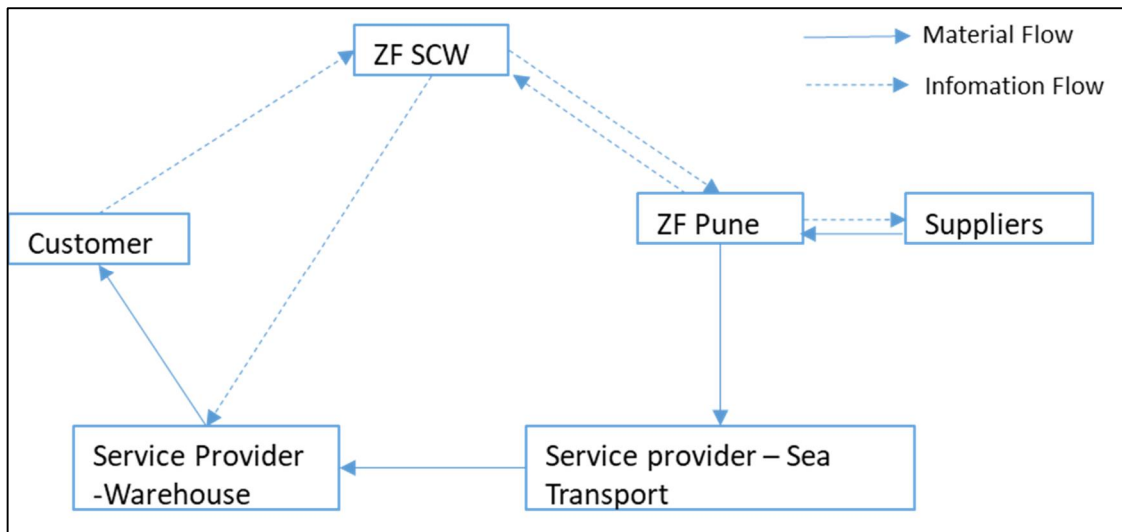 ZF SCW
Material Flow
Infomation Flow
Customer
ZF Pune
Suppliers
Service Provider
-Warehouse
Service provider – Sea
Transport